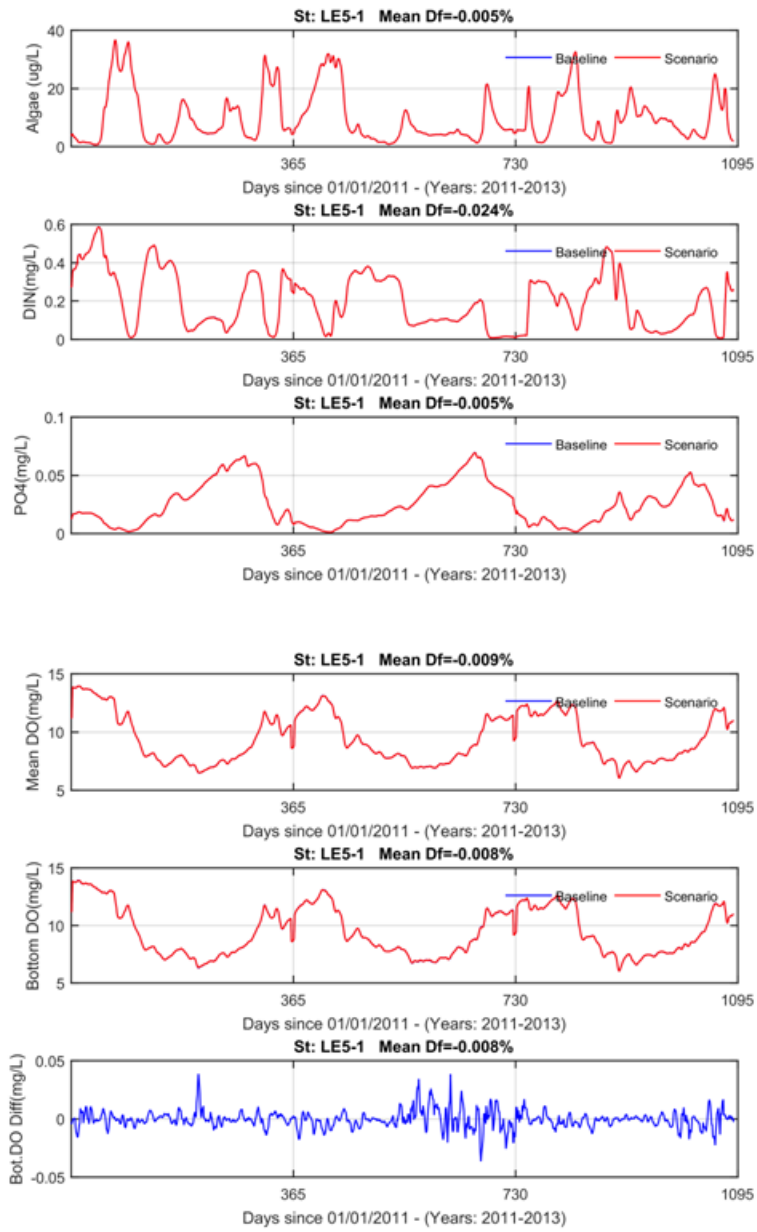 St: LE5-1 Mean Df=-0.005%
Algae (ug/L)
40
20
0
Baseline
Scenario
365
730
1095
Days since 01/01/2011 - (Years: 2011-2013)
St: LE5-1 Mean Df=-0.024%
DIN(mg/L)
0.6
0.4
0.2
0
Baseline
Scenario
365
730
1095
Days since 01/01/2011 - (Years: 2011-2013)
St: LE5-1 Mean Df=-0.005%
PO4(mg/L)
0.1
0.05
0
Baseline
Scenario
365
730
1095
Days since 01/01/2011 - (Years: 2011-2013)
St: LE5-1 Mean Df=-0.009%
Mean DO(mg/L)
15
10
5
Baseline
Scenario
365
730
1095
Days since 01/01/2011 - (Years: 2011-2013)
St: LE5-1 Mean Df=-0.008%
Bottom DO(mg/L)
15
10
5
Baseline
Scenario
365
730
1095
Days since 01/01/2011 - (Years: 2011-2013)
St: LE5-1 Mean Df=-0.008%
Bot.DO Diff(mg/L)
0.05
0
-0.05
365
730
1095
Days since 01/01/2011 - (Years: 2011-2013)